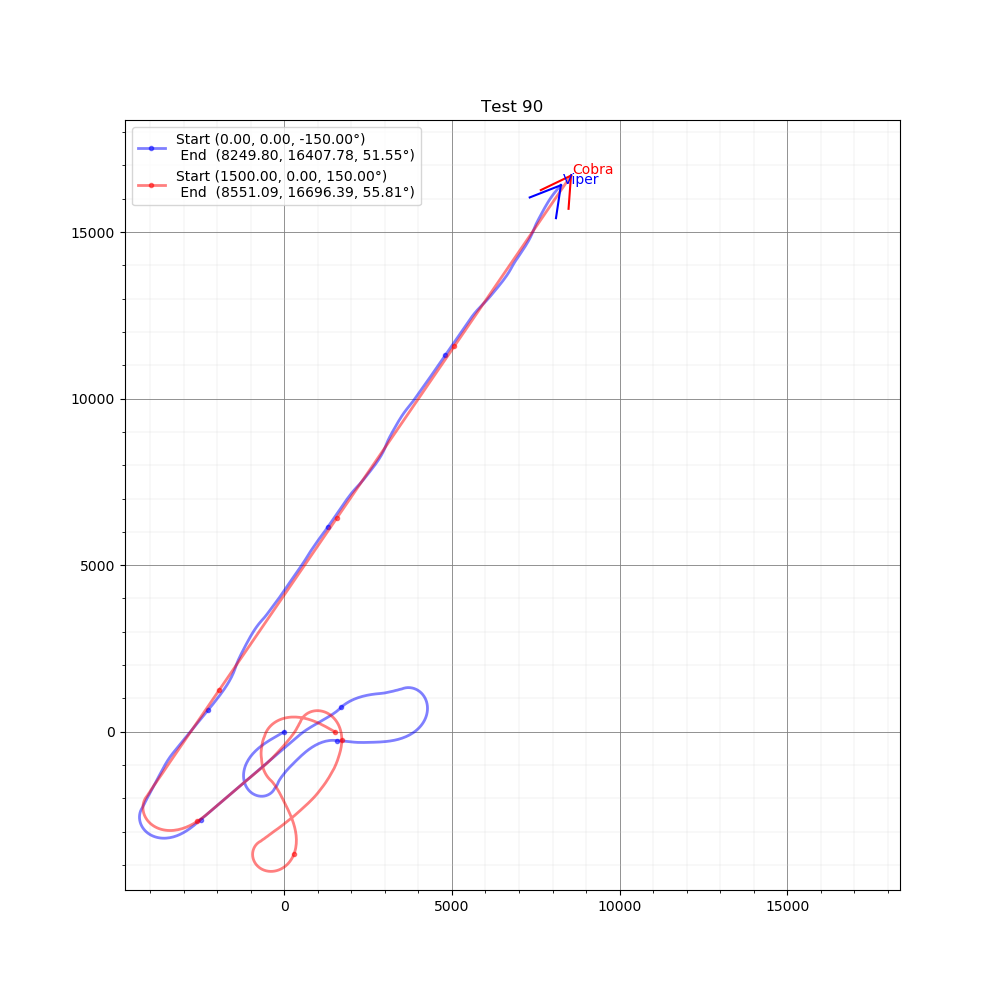 Test 90
Start (0.00, 0.00, -150.00°)
End (8249.80, 16407.78, 51.55°)
Start (1500.00, 0.00, 150.00°)
End (8551.09, 16696.39, 55.81°)
Cobra
Viper
15000
10000
5000
0
0
5000
10000
15000